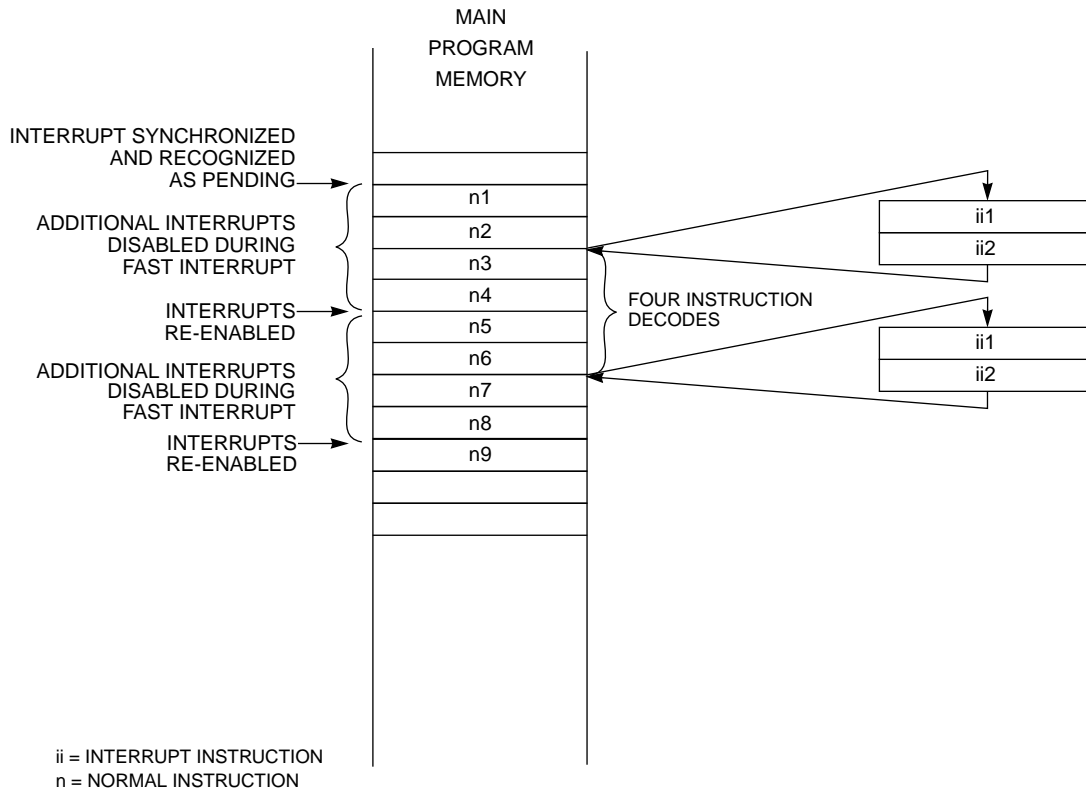 MAIN
PROGRAM
MEMORY
INTERRUPT SYNCHRONIZED
AND RECOGNIZED
AS PENDING
ADDITIONAL INTERRUPTS
DISABLED DURING
FAST INTERRUPT
INTERRUPTS
RE-ENABLED
ADDITIONAL INTERRUPTS
DISABLED DURING
FAST INTERRUPT
INTERRUPTS
RE-ENABLED
n1
n2
n3
n4
n5
n6
n7
n8
n9
FOUR INSTRUCTION
DECODES
ii1
ii2
ii1
ii2
ii = INTERRUPT INSTRUCTION
n = NORMAL INSTRUCTION